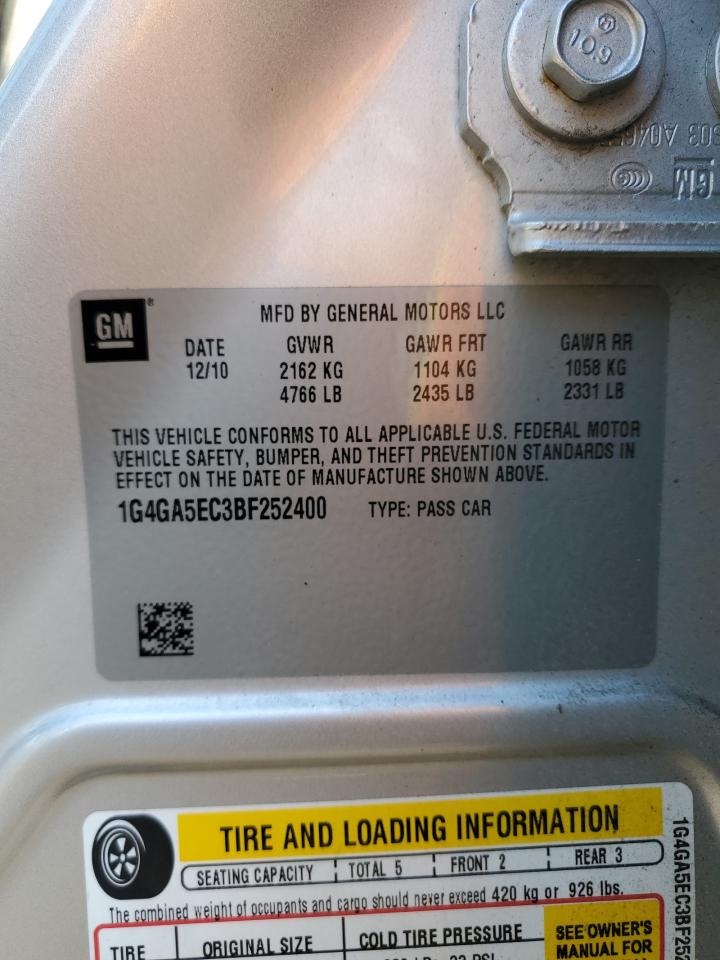 10.9
GM
GM ®
MFD BY GENERAL MOTORS LLC
DATE GVWR GAWR FRT GAWR RR
12/10 2162 KG 1104 KG 1058 KG
4766 LB 2435 LB 2331 LB
THIS VEHICLE CONFORMS TO ALL APPLICABLE U.S. FEDERAL MOTOR
VEHICLE SAFETY, BUMPER, AND THEFT PREVENTION STANDARDS IN
EFFECT ON THE DATE OF MANUFACTURE SHOWN ABOVE.
1G4GA5EC3BF252400 TYPE: PASS CAR
TIRE AND LOADING INFORMATION
SEATING CAPACITY TOTAL 5 FRONT 2 REAR 3
The combined weight of occupants and cargo should never exceed 420 kg or 926 lbs.
TIRE ORIGINAL SIZE COLD TIRE PRESSURE
SEE OWNER'S
MANUAL FOR
1G4GA5EC3BF252